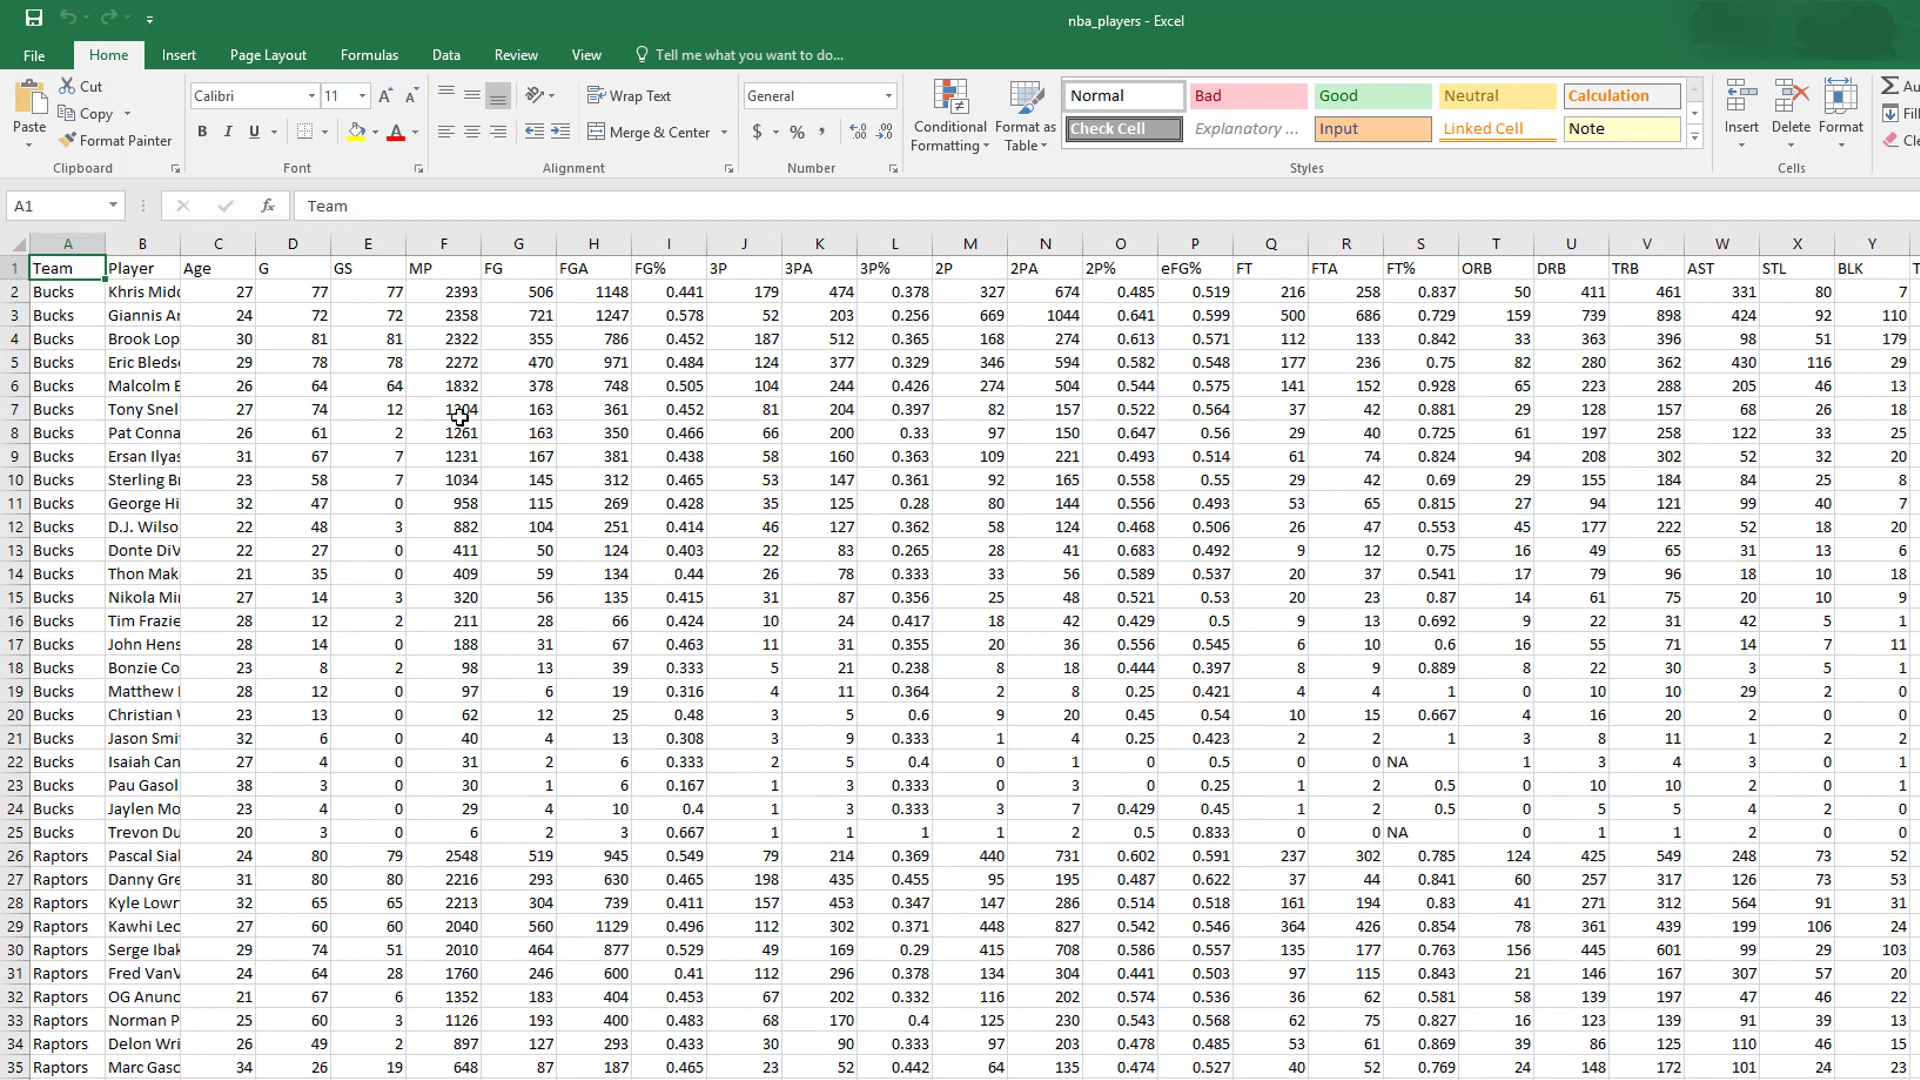 nba_players - Excel
File Home Insert Page Layout Formulas Data Review View Tell me what you want to do...
Paste Cut Copy Format Painter Clipboard
Calibri 11 B I U A Font
Wrap Text Merge & Center Alignment
General $ % , Number
Conditional Formatting Format as Table Normal Bad Good Neutral Calculation
Check Cell Explanatory ... Input Linked Cell Note
Styles
Insert Delete Format Cells
A1 fx Team
A B C D E F G H I J K L M N O P Q R S T U V W X Y
1 Team Player Age G GS MP FG FGA FG% 3P 3PA 3P% 2P 2PA 2P% eFG% FT FTA FT% ORB DRB TRB AST STL BLK
2 Bucks Khris Midd 27 77 77 2393 506 1148 0.441 179 474 0.378 327 674 0.485 0.519 216 258 0.837 50 411 461 331 80 7
3 Bucks Giannis An 24 72 72 2358 721 1247 0.578 52 203 0.256 669 1044 0.641 0.599 500 686 0.729 159 739 898 424 92 110
4 Bucks Brook Lop 30 81 81 2322 355 786 0.452 187 512 0.365 168 274 0.613 0.571 112 133 0.842 33 363 396 98 51 179
5 Bucks Eric Bleds 29 78 78 2272 470 971 0.484 124 377 0.329 346 594 0.582 0.548 177 236 0.75 82 280 362 430 116 29
6 Bucks Malcolm B 26 64 64 1832 378 748 0.505 104 244 0.426 274 504 0.544 0.575 141 152 0.928 65 223 288 205 46 13
7 Bucks Tony Snel 27 74 12 163 361 0.452 81 204 0.397 82 157 0.522 0.564 37 42 0.881 29 128 157 68 26 18
8 Bucks Pat Conna 26 61 2 1261 163 350 0.466 66 200 0.33 97 150 0.647 0.56 29 40 0.725 61 197 258 122 33 25
9 Bucks Ersan Ilyas 31 67 7 1231 167 381 0.438 58 160 0.363 109 221 0.493 0.514 61 74 0.824 94 208 302 52 32 20
10 Bucks Sterling Br 23 58 7 1034 145 312 0.465 53 147 0.361 92 165 0.558 0.55 29 42 0.69 29 155 184 84 25 8
11 Bucks George Hi 32 47 0 958 115 269 0.428 35 125 0.28 80 144 0.556 0.493 53 65 0.815 27 94 121 99 40 7
12 Bucks D.J. Wilso 22 48 3 882 104 251 0.414 46 127 0.362 58 124 0.468 0.506 26 47 0.553 45 177 222 52 18 20
13 Bucks Donte DiV 22 27 0 411 50 124 0.403 22 83 0.265 28 41 0.683 0.492 9 12 0.75 16 49 65 31 13 6
14 Bucks Thon Mak 21 35 0 409 59 134 0.44 26 78 0.333 33 56 0.589 0.537 20 37 0.541 17 79 96 18 10 18
15 Bucks Nikola Mir 27 14 3 320 56 135 0.415 31 87 0.356 25 48 0.521 0.53 20 23 0.87 14 61 75 20 10 9
16 Bucks Tim Frazie 28 12 2 211 28 66 0.424 10 24 0.417 18 42 0.429 0.5 9 13 0.692 9 22 31 42 5 1
17 Bucks John Hens 28 14 0 188 31 67 0.463 11 31 0.355 20 36 0.556 0.545 6 10 0.6 16 55 71 14 7 11
18 Bucks Bonzie Co 23 8 2 98 13 39 0.333 5 21 0.238 8 18 0.444 0.397 8 9 0.889 8 22 30 3 5 1
19 Bucks Matthew 28 12 0 97 6 19 0.316 4 11 0.364 2 8 0.25 0.421 4 4 1 0 10 10 29 2 0
20 Bucks Christian 23 13 0 62 12 25 0.48 3 5 0.6 9 20 0.45 0.54 10 15 0.667 4 16 20 2 0 0
21 Bucks Jason Smi 32 6 0 40 4 13 0.308 3 9 0.333 1 4 0.25 0.423 2 2 1 3 8 11 1 2 2
22 Bucks Isaiah Can 27 4 0 31 2 6 0.333 2 5 0.4 0 1 0 0.5 0 0 NA 1 3 4 3 0 1
23 Bucks Pau Gasol 38 3 0 30 1 6 0.167 1 3 0.333 0 3 0 0.25 1 2 0.5 0 10 10 2 0 1
24 Bucks Jaylen Mo 23 4 0 29 4 10 0.4 1 3 0.333 3 7 0.429 0.45 1 2 0.5 0 5 5 4 2 0
25 Bucks Trevon Du 20 3 0 6 2 3 0.667 1 1 1 1 2 0.5 0.833 0 0 NA 0 1 1 2 0 0
26 Raptors Pascal Sial 24 80 79 2548 519 945 0.549 79 214 0.369 440 731 0.602 0.591 237 302 0.785 124 425 549 248 73 52
27 Raptors Danny Gre 31 80 80 2216 293 630 0.465 198 435 0.455 95 195 0.487 0.622 37 44 0.841 60 257 317 126 73 53
28 Raptors Kyle Lowr 32 65 65 2213 304 739 0.411 157 453 0.347 147 286 0.514 0.518 161 194 0.83 41 271 312 564 91 31
29 Raptors Kawhi Leo 27 60 60 2040 560 1129 0.496 112 302 0.371 448 827 0.542 0.546 364 426 0.854 78 361 439 199 106 24
30 Raptors Serge Ibak 29 74 51 2010 464 877 0.529 49 169 0.29 415 708 0.586 0.557 135 177 0.763 156 445 601 99 29 103
31 Raptors Fred VanV 24 64 28 1760 246 600 0.41 112 296 0.378 134 304 0.441 0.503 97 115 0.843 21 146 167 307 57 20
32 Raptors OG Anuno 21 67 6 1352 183 404 0.453 67 202 0.332 116 202 0.574 0.536 36 62 0.581 58 139 197 47 46 22
33 Raptors Norman P 25 60 3 1126 193 400 0.483 68 170 0.4 125 230 0.543 0.568 62 75 0.827 16 123 139 91 39 13
34 Raptors Delon Wri 26 49 2 897 127 293 0.433 30 90 0.333 97 203 0.478 0.485 53 61 0.869 39 86 125 110 46 15
35 Raptors Marc Gaso 34 26 19 648 87 187 0.465 23 52 0.442 64 135 0.474 0.527 40 52 0.769 24 148 172 101 24 23